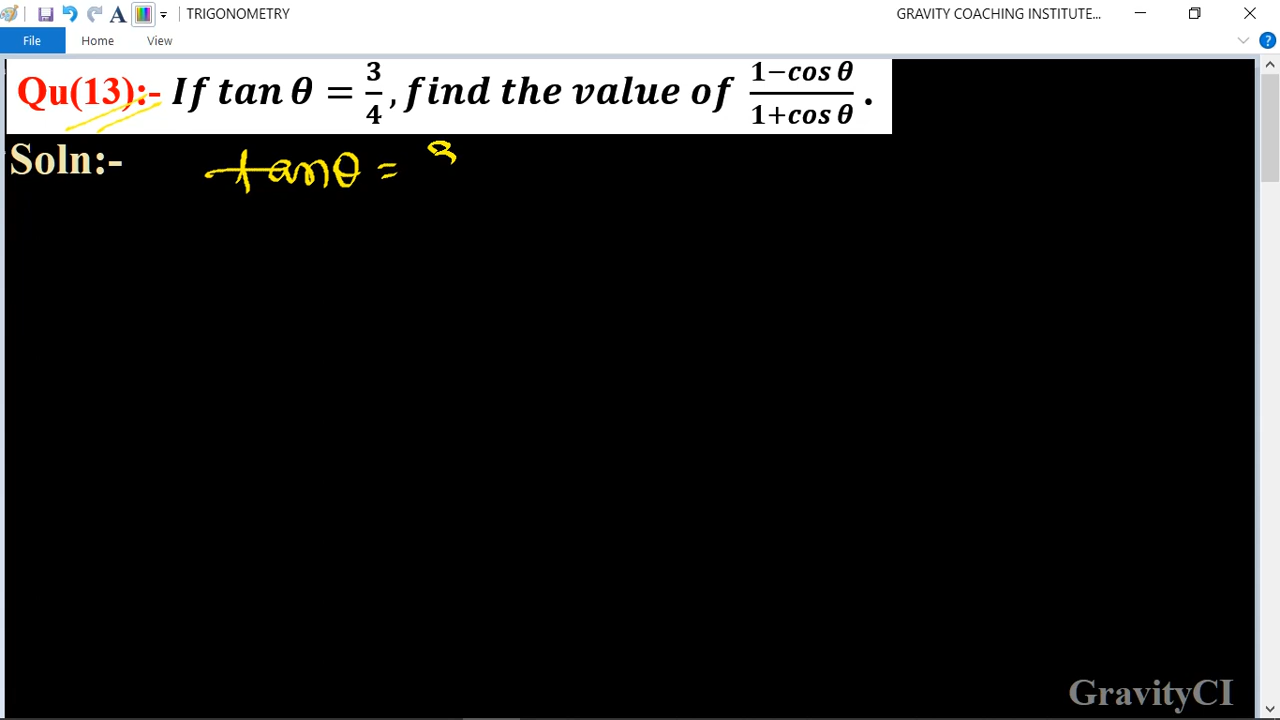 TRIGONOMETRY
GRAVITY COACHING INSTITUTE...
File Home View
Qu(13):- If tan θ = 3/4, find the value of (1−cos θ)/(1+cos θ).
Soln:- tanθ = 3
GravityCI